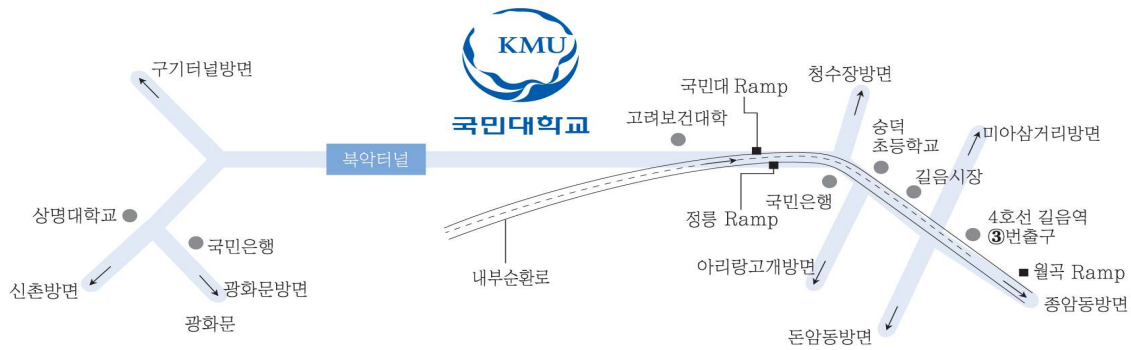 구기터널방면
KMU
국민대학교
고려보건대학
국민대 Ramp
청수장방면
숭덕
초등학교
미아삼거리방면
북악터널
길음시장
상명대학교
국민은행
정릉 Ramp
국민은행
4호선 길음역
③번출구
신촌방면
광화문방면
광화문
내부순환로
아리랑고개방면
월곡 Ramp
종암동방면
돈암동방면